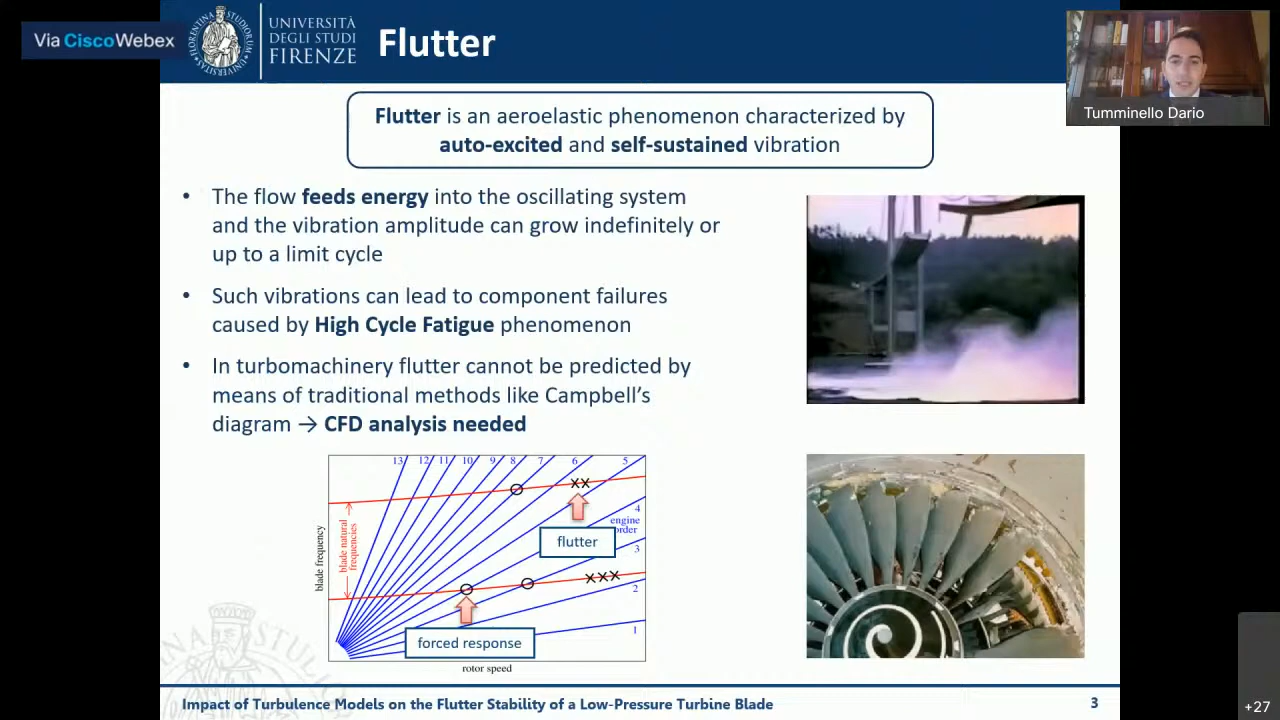 Via CiscoWebex
UNIVERSITÀ
DEGLI STUDI
FIRENZE
Flutter
Tumminello Dario
Flutter is an aeroelastic phenomenon characterized by
auto-excited and self-sustained vibration
• The flow feeds energy into the oscillating system
and the vibration amplitude can grow indefinitely or
up to a limit cycle
• Such vibrations can lead to component failures
caused by High Cycle Fatigue phenomenon
• In turbomachinery flutter cannot be predicted by
means of traditional methods like Campbell's
diagram → CFD analysis needed
13 12 11 10 9 8 7 6 5
4
engine
order
3
2
1
blade frequency
blade natural
frequencies
flutter
forced response
rotor speed
Impact of Turbulence Models on the Flutter Stability of a Low-Pressure Turbine Blade
3
+27